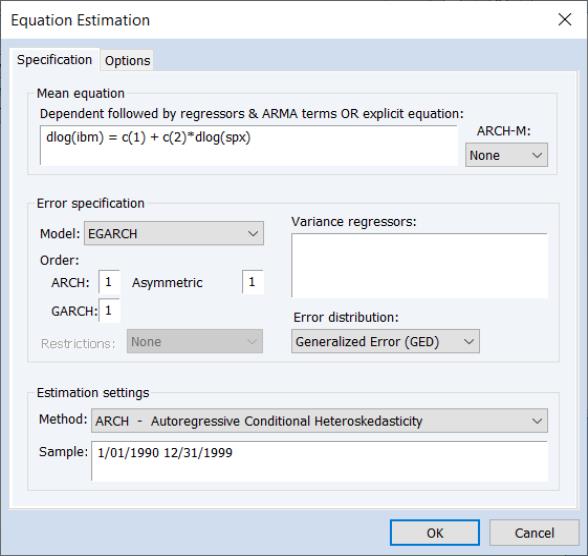 Equation Estimation
Specification
Options
Mean equation
Dependent followed by regressors & ARMA terms OR explicit equation:
dlog(ibm) = c(1) + c(2)*dlog(spx)
ARCH-M:
None
Error specification
Model: EGARCH
Order:
ARCH: 1 Asymmetric 1
GARCH: 1
Restrictions: None
Variance regressors:
Error distribution:
Generalized Error (GED)
Estimation settings
Method: ARCH - Autoregressive Conditional Heteroskedasticity
Sample: 1/01/1990 12/31/1999
OK
Cancel